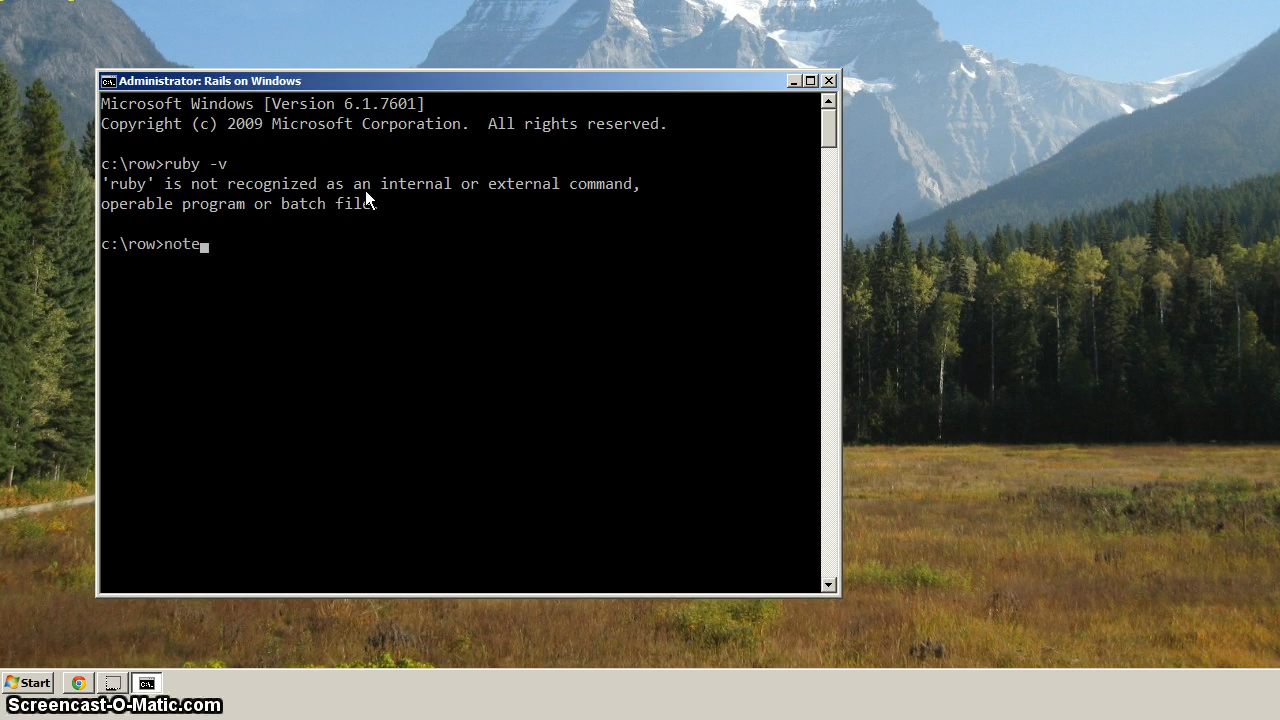 Administrator: Rails on Windows
Microsoft Windows [Version 6.1.7601]
Copyright (c) 2009 Microsoft Corporation.  All rights reserved.
c:\row>ruby -v
'ruby' is not recognized as an internal or external command,
operable program or batch file.
c:\row>note
Start
Screencast-O-Matic.com